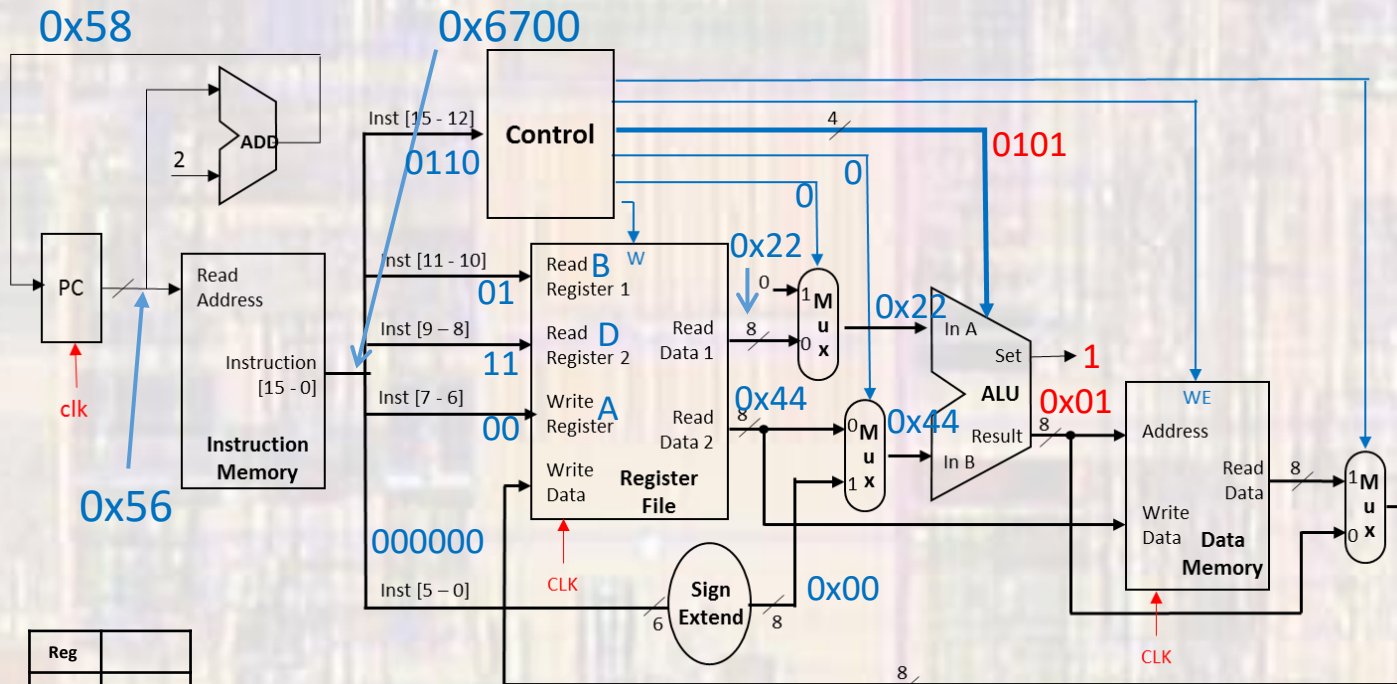 0x58
0x6700
ADD
2
Inst [15 - 12]
0110
Control
4
0101
0
0
PC
clk
Read
Address
Instruction
[15 - 0]
Instruction
Memory
0x56
Inst [11 - 10]
01
Inst [9 – 8]
11
Inst [7 - 6]
00
000000
Inst [5 – 0]
W
Read B
Register 1
Read D
Register 2
Write A
Register
Write
Data
Read
Data 1
Read
Data 2
Register
File
CLK
0x22
8
0x44
8
0
1
0
M
u
x
0x22
0
1
M
u
x
0x44
Sign
Extend
6
8
0x00
In A
Set
1
ALU
Result
In B
0x01
8
WE
Address
Read
Data
Write
Data
Data
Memory
CLK
8
1
0
M
u
x
8
Reg